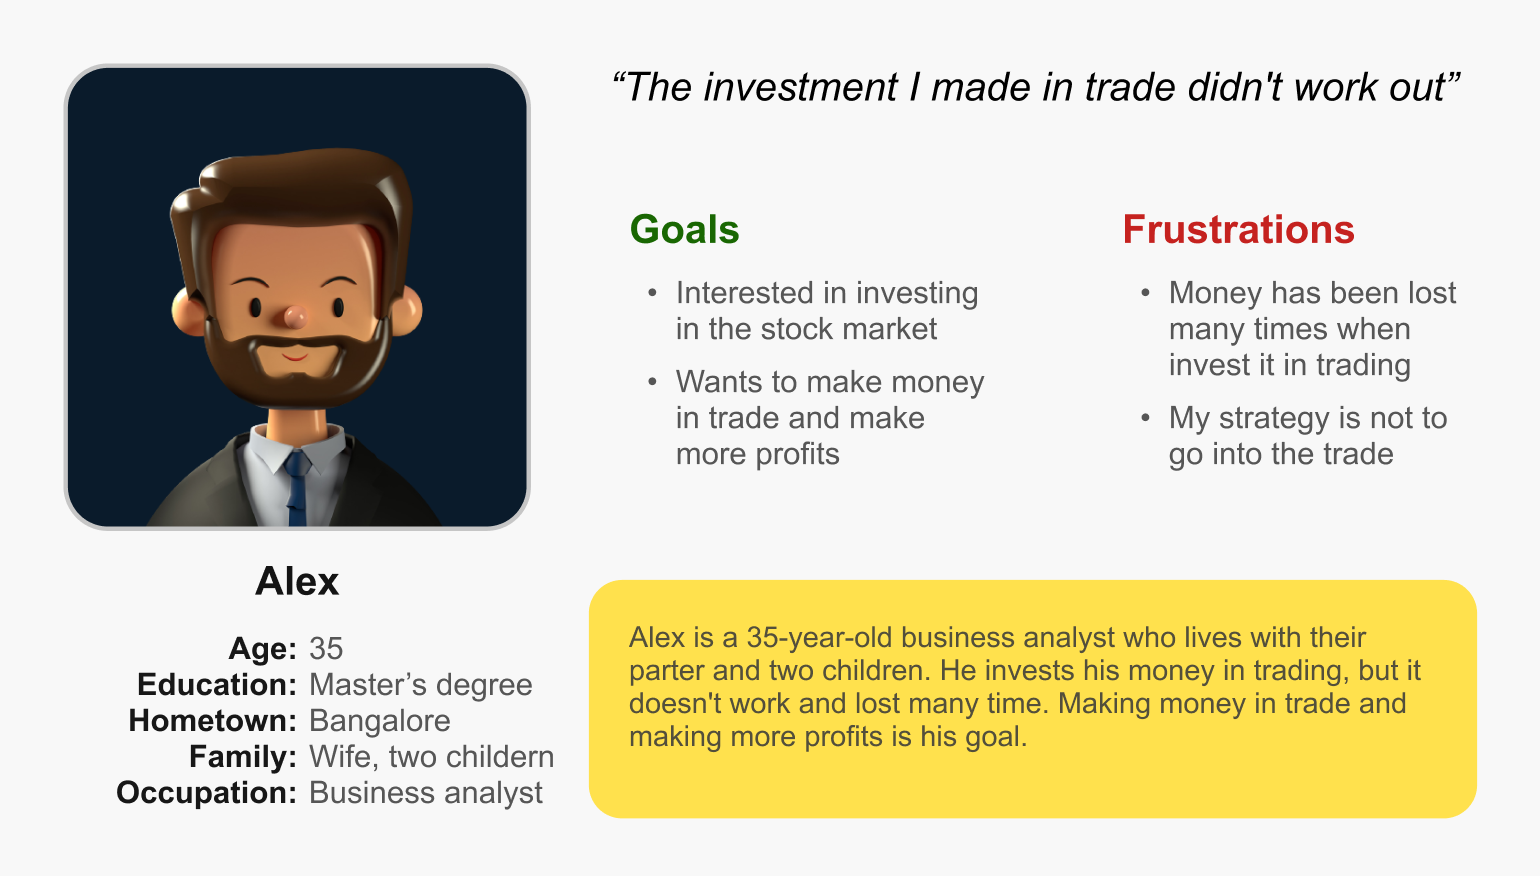 “The investment I made in trade didn't work out”
Goals
• Interested in investing
in the stock market
• Wants to make money
in trade and make
more profits
Frustrations
• Money has been lost
many times when
invest it in trading
• My strategy is not to
go into the trade
Alex
Age: 35
Education: Master’s degree
Hometown: Bangalore
Family: Wife, two childern
Occupation: Business analyst
Alex is a 35-year-old business analyst who lives with their
parter and two children. He invests his money in trading, but it
doesn't work and lost many time. Making money in trade and
making more profits is his goal.